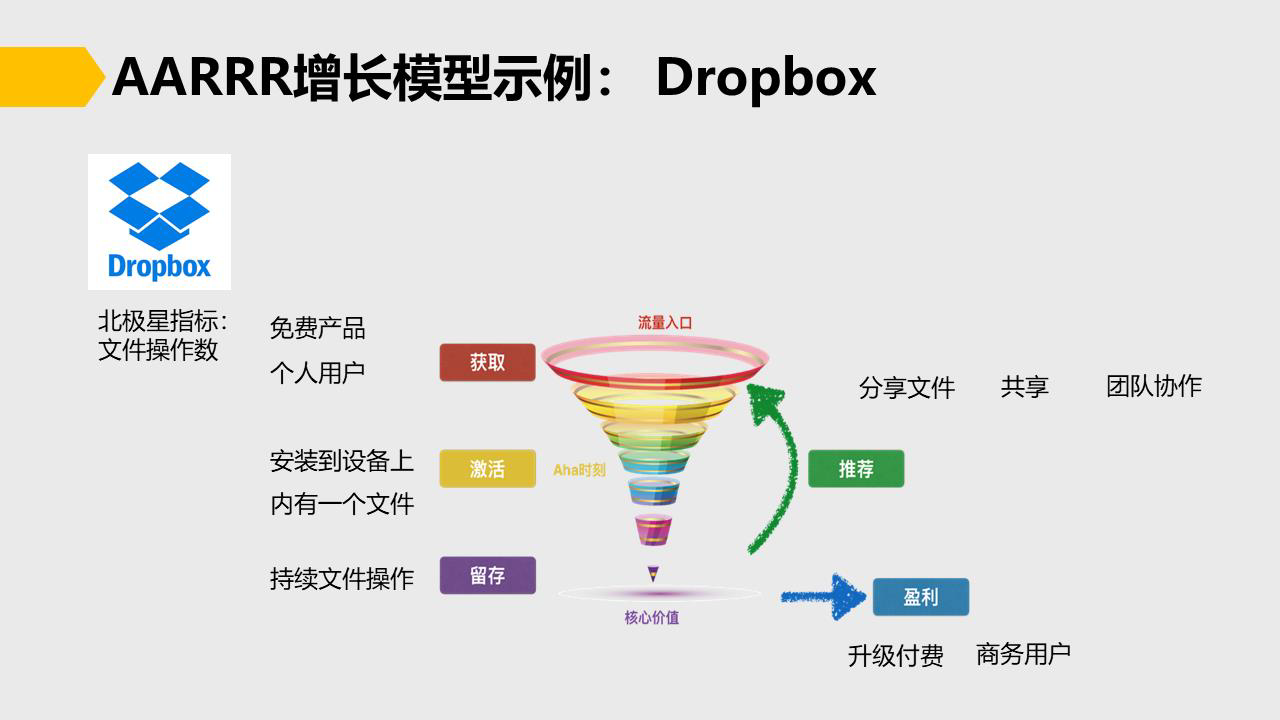 AARRR增长模型示例： Dropbox
Dropbox
北极星指标：
文件操作数
免费产品
个人用户
获取
流量入口
分享文件
共享
团队协作
安装到设备上
内有一个文件
激活
Aha时刻
推荐
持续文件操作
留存
核心价值
盈利
升级付费
商务用户